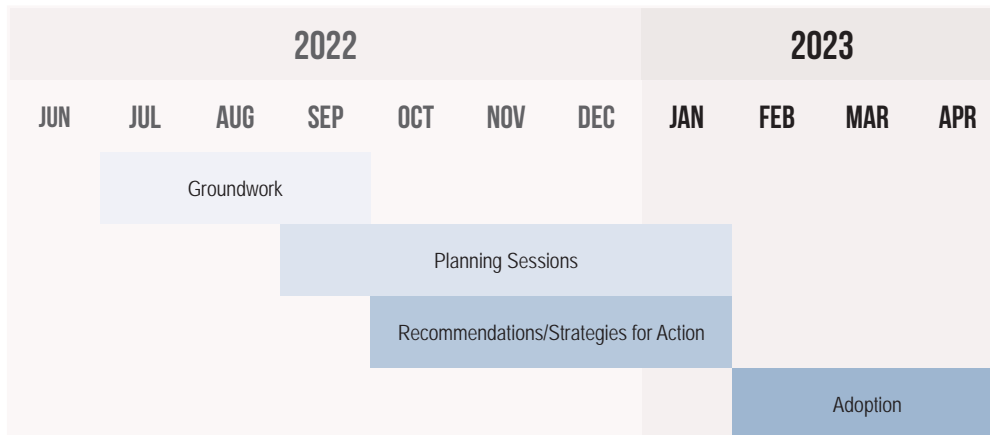 2022 2023
JUN JUL AUG SEP OCT NOV DEC JAN FEB MAR APR
Groundwork
Planning Sessions
Recommendations/Strategies for Action
Adoption